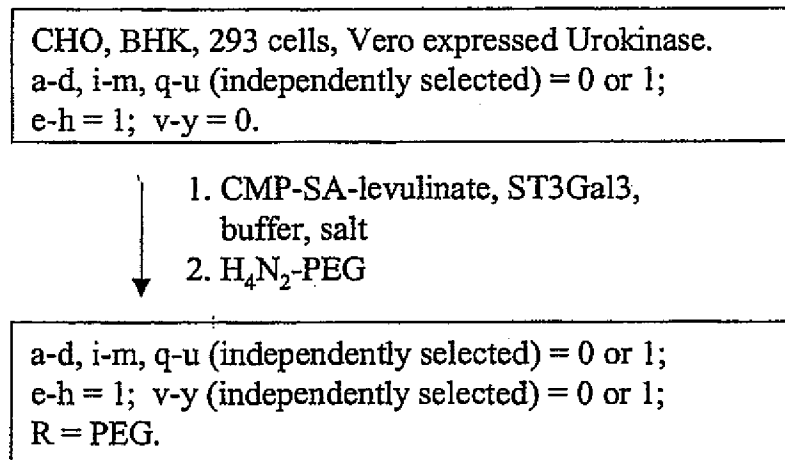 CHO, BHK, 293 cells, Vero expressed Urokinase.
a-d, i-m, q-u (independently selected) = 0 or 1;
e-h = 1; v-y = 0.
1. CMP-SA-levulinate, ST3Gal3,
buffer, salt
2. H₄N₂-PEG
a-d, i-m, q-u (independently selected) = 0 or 1;
e-h = 1; v-y (independently selected) = 0 or 1;
R = PEG.